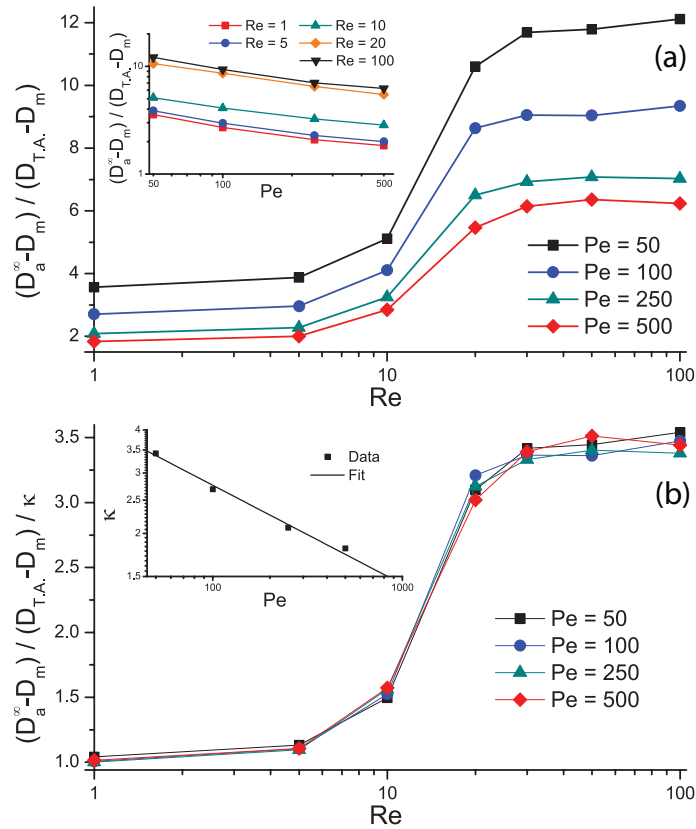 (a)
(D_a^∞-D_m) / (D_T.A.-D_m)
12
10
8
6
4
2
1
10
100
Re
Pe = 50
Pe = 100
Pe = 250
Pe = 500
Re = 1
Re = 10
Re = 5
Re = 20
Re = 100
(D_a^∞-D_m) / (D_T.A.-D_m)
10
1
50
100
500
Pe
(b)
(D_a^∞-D_m) / (D_T.A.-D_m) / κ
3.5
3.0
2.5
2.0
1.5
1.0
1
10
100
Re
Pe = 50
Pe = 100
Pe = 250
Pe = 500
κ
4
3.5
3
2.5
2
1.5
100
1000
Pe
Data
Fit